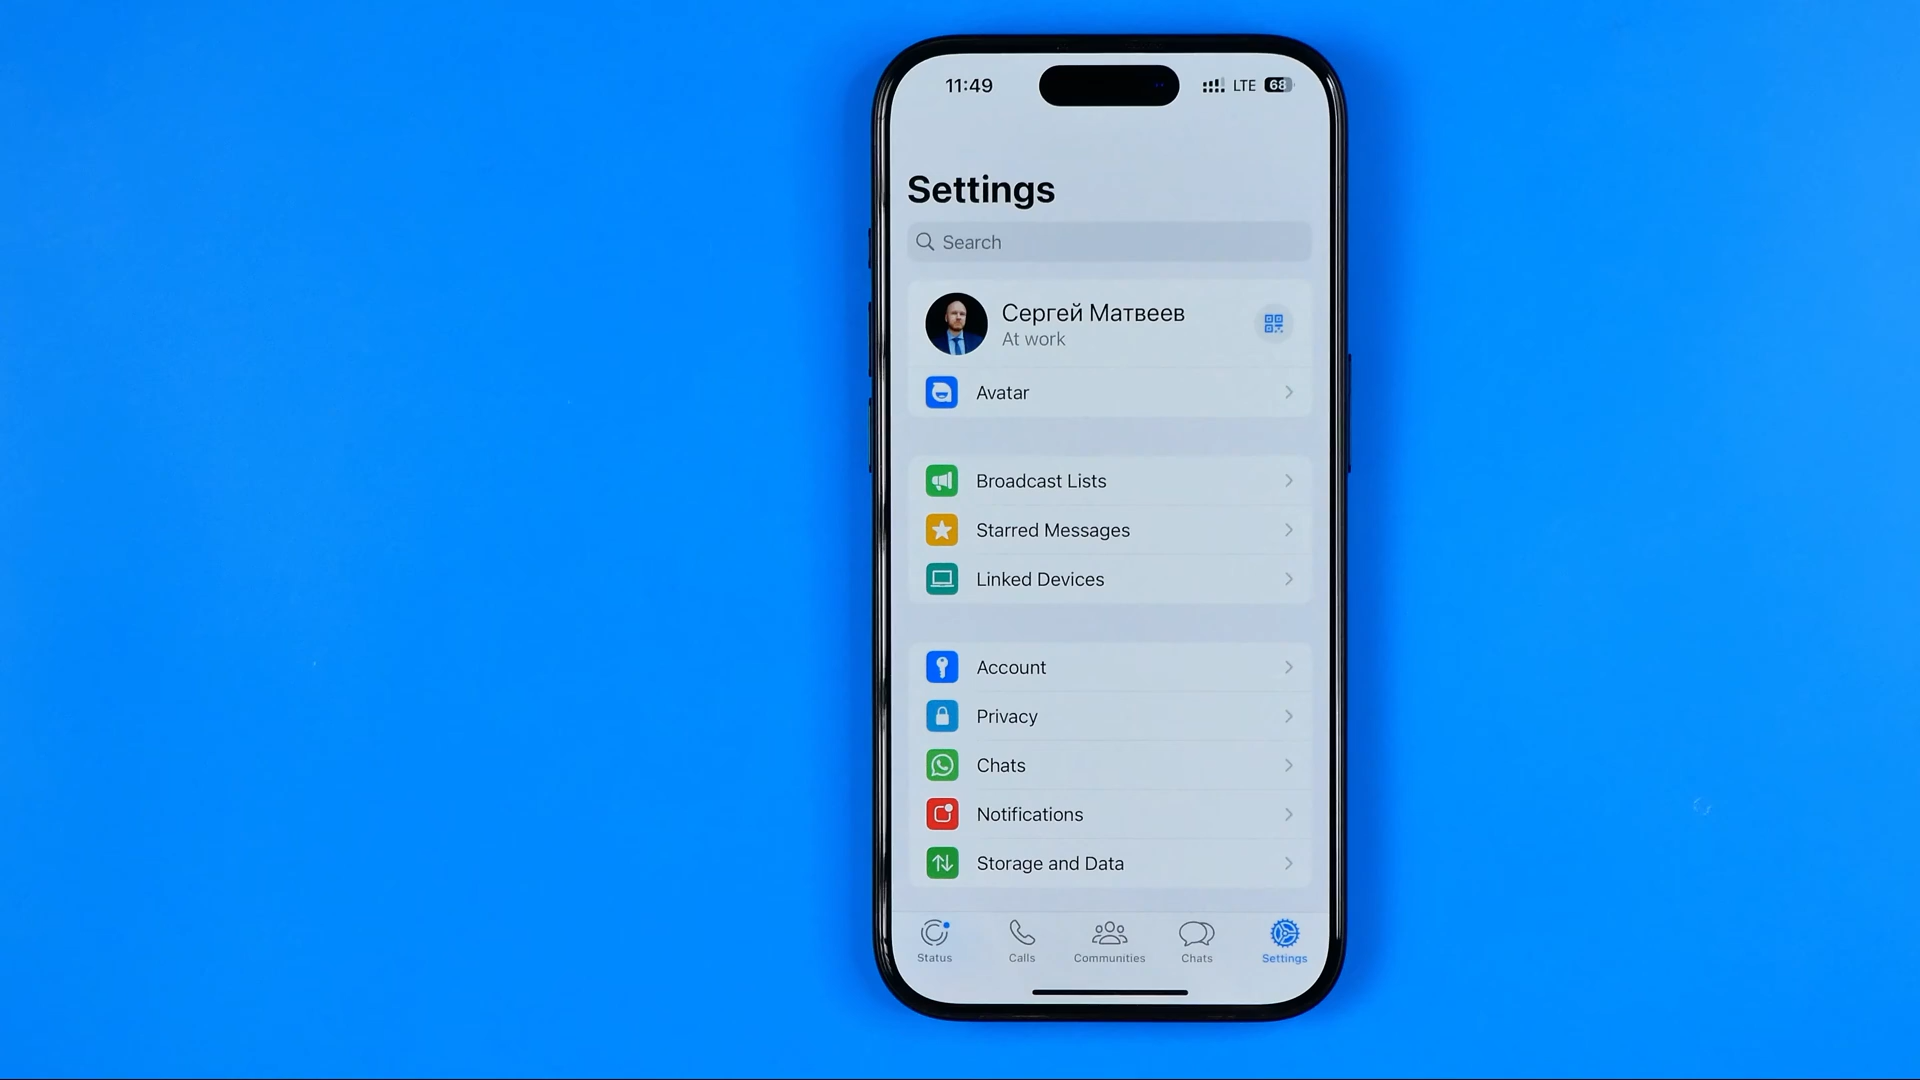 11:49 LTE 68
Settings
Search
Сергей Матвеев
At work
Avatar
Broadcast Lists
Starred Messages
Linked Devices
Account
Privacy
Chats
Notifications
Storage and Data
Status Calls Communities Chats Settings